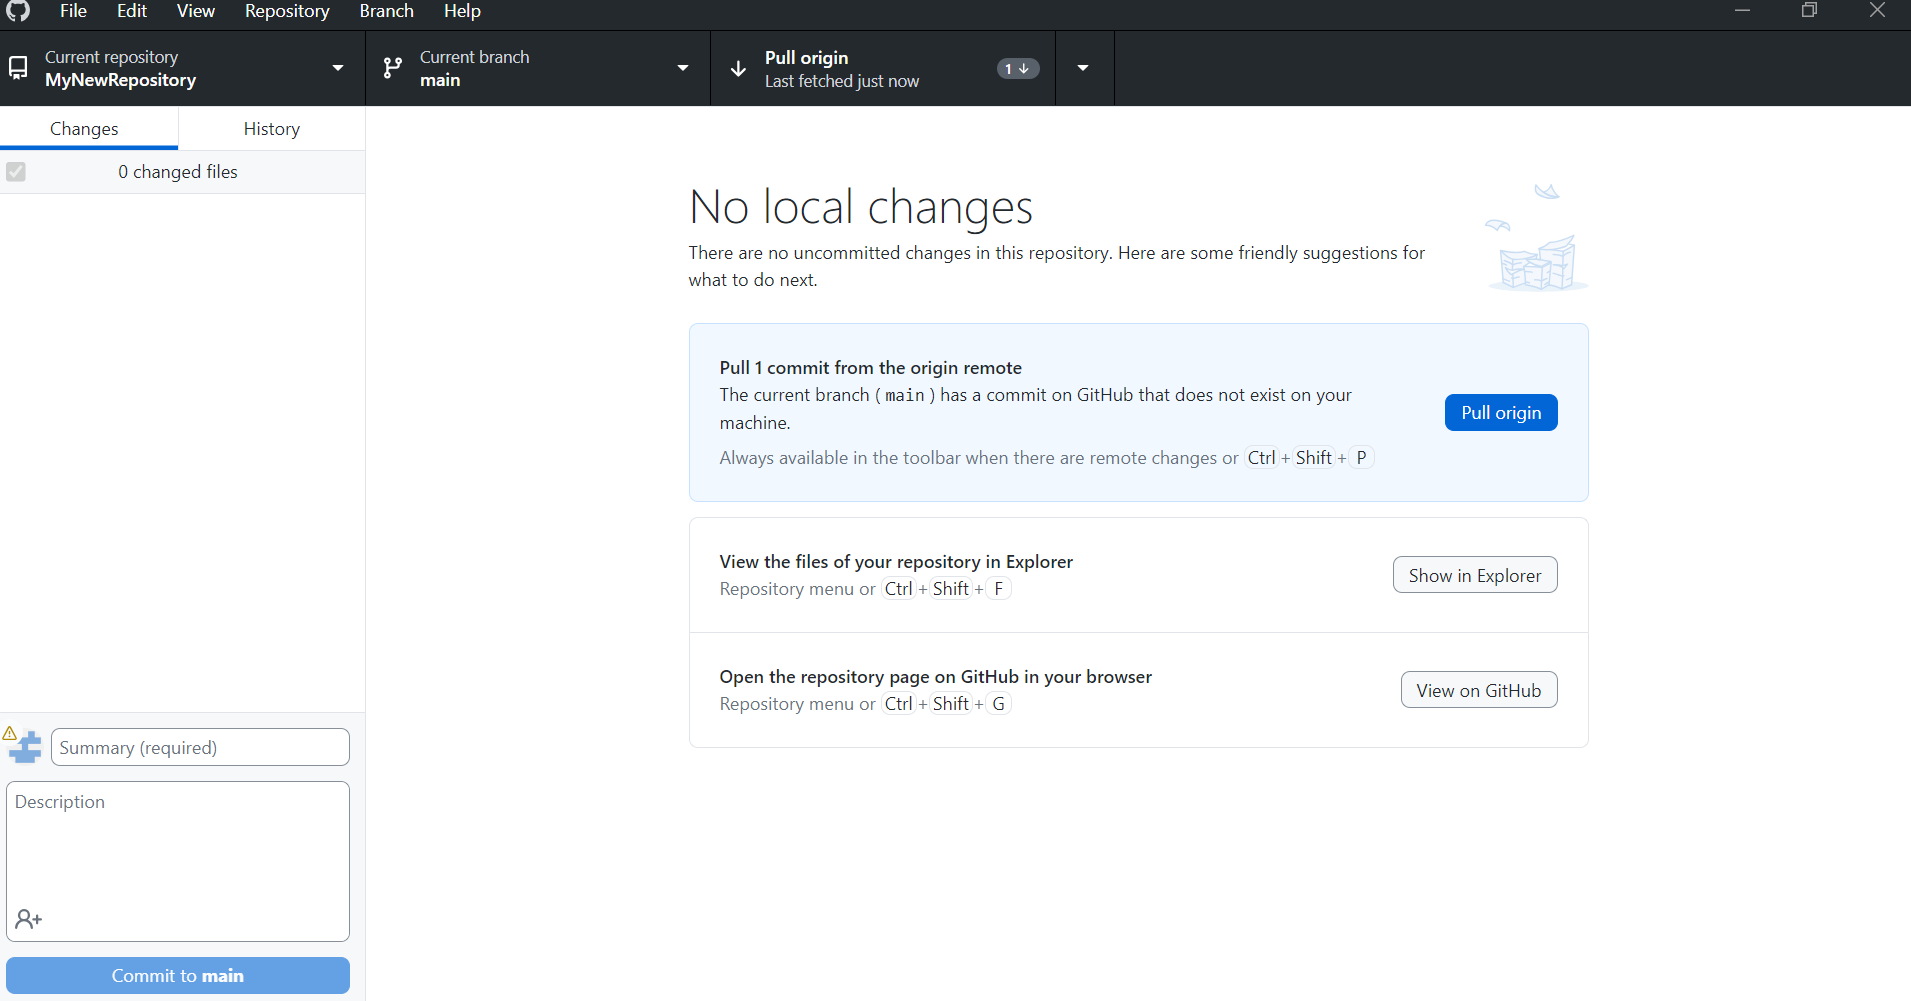 File Edit View Repository Branch Help
Current repository
MyNewRepository
Current branch
main
Pull origin
Last fetched just now
1
Changes
History
0 changed files
No local changes
There are no uncommitted changes in this repository. Here are some friendly suggestions for
what to do next.
Pull 1 commit from the origin remote
The current branch ( main ) has a commit on GitHub that does not exist on your
machine.
Always available in the toolbar when there are remote changes or Ctrl + Shift + P
Pull origin
View the files of your repository in Explorer
Repository menu or Ctrl + Shift + F
Show in Explorer
Open the repository page on GitHub in your browser
Repository menu or Ctrl + Shift + G
View on GitHub
Summary (required)
Description
Commit to main